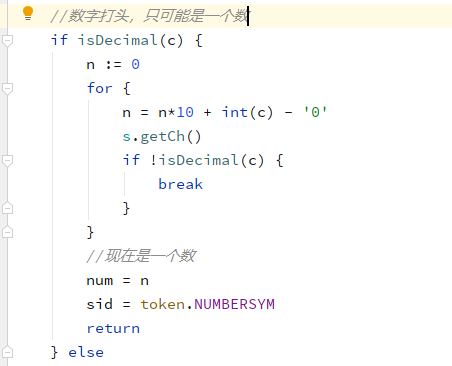 //数字打头，只可能是一个数
if isDecimal(c) {
    n := 0
    for {
        n = n*10 + int(c) - '0'
        s.getCh()
        if !isDecimal(c) {
            break
        }
    }
    //现在是一个数
    num = n
    sid = token.NUMBERSYM
    return
} else